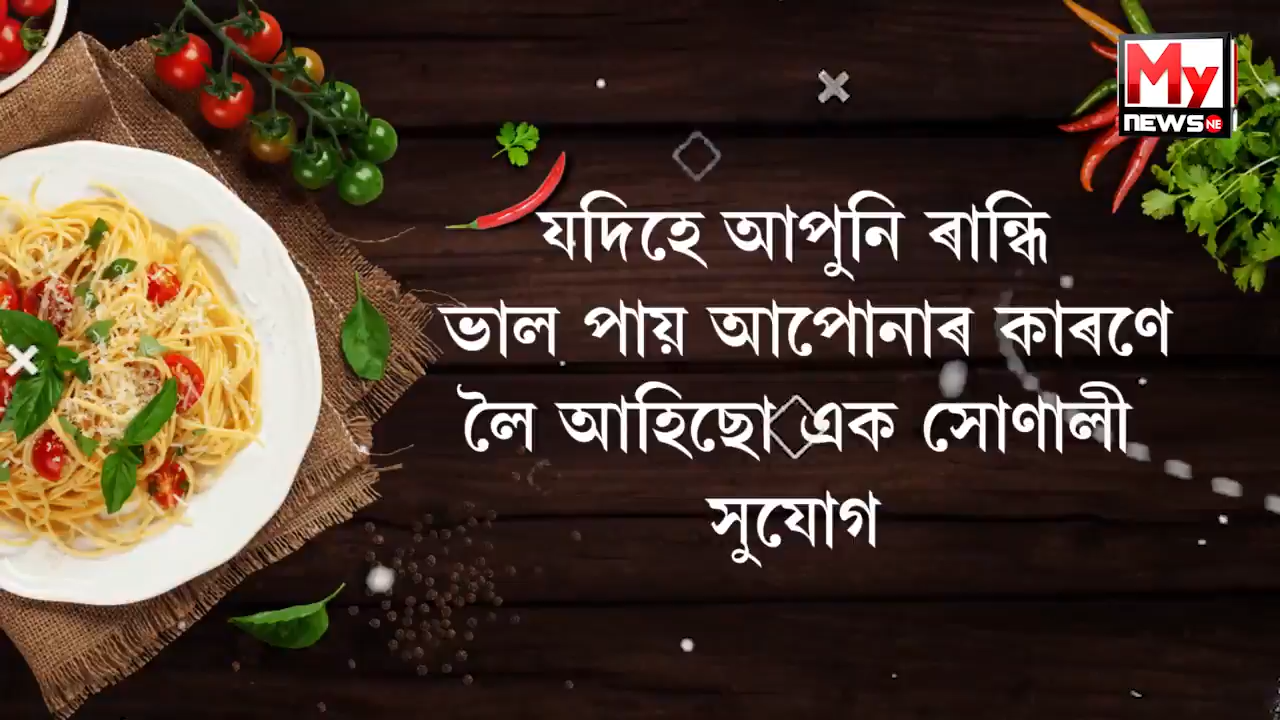 My
NEWS NE
যদিহে আপুনি ৰান্ধি
ভাল পায় আপোনাৰ কাৰণে
লৈ আহিছো এক সোণালী
সুযোগ